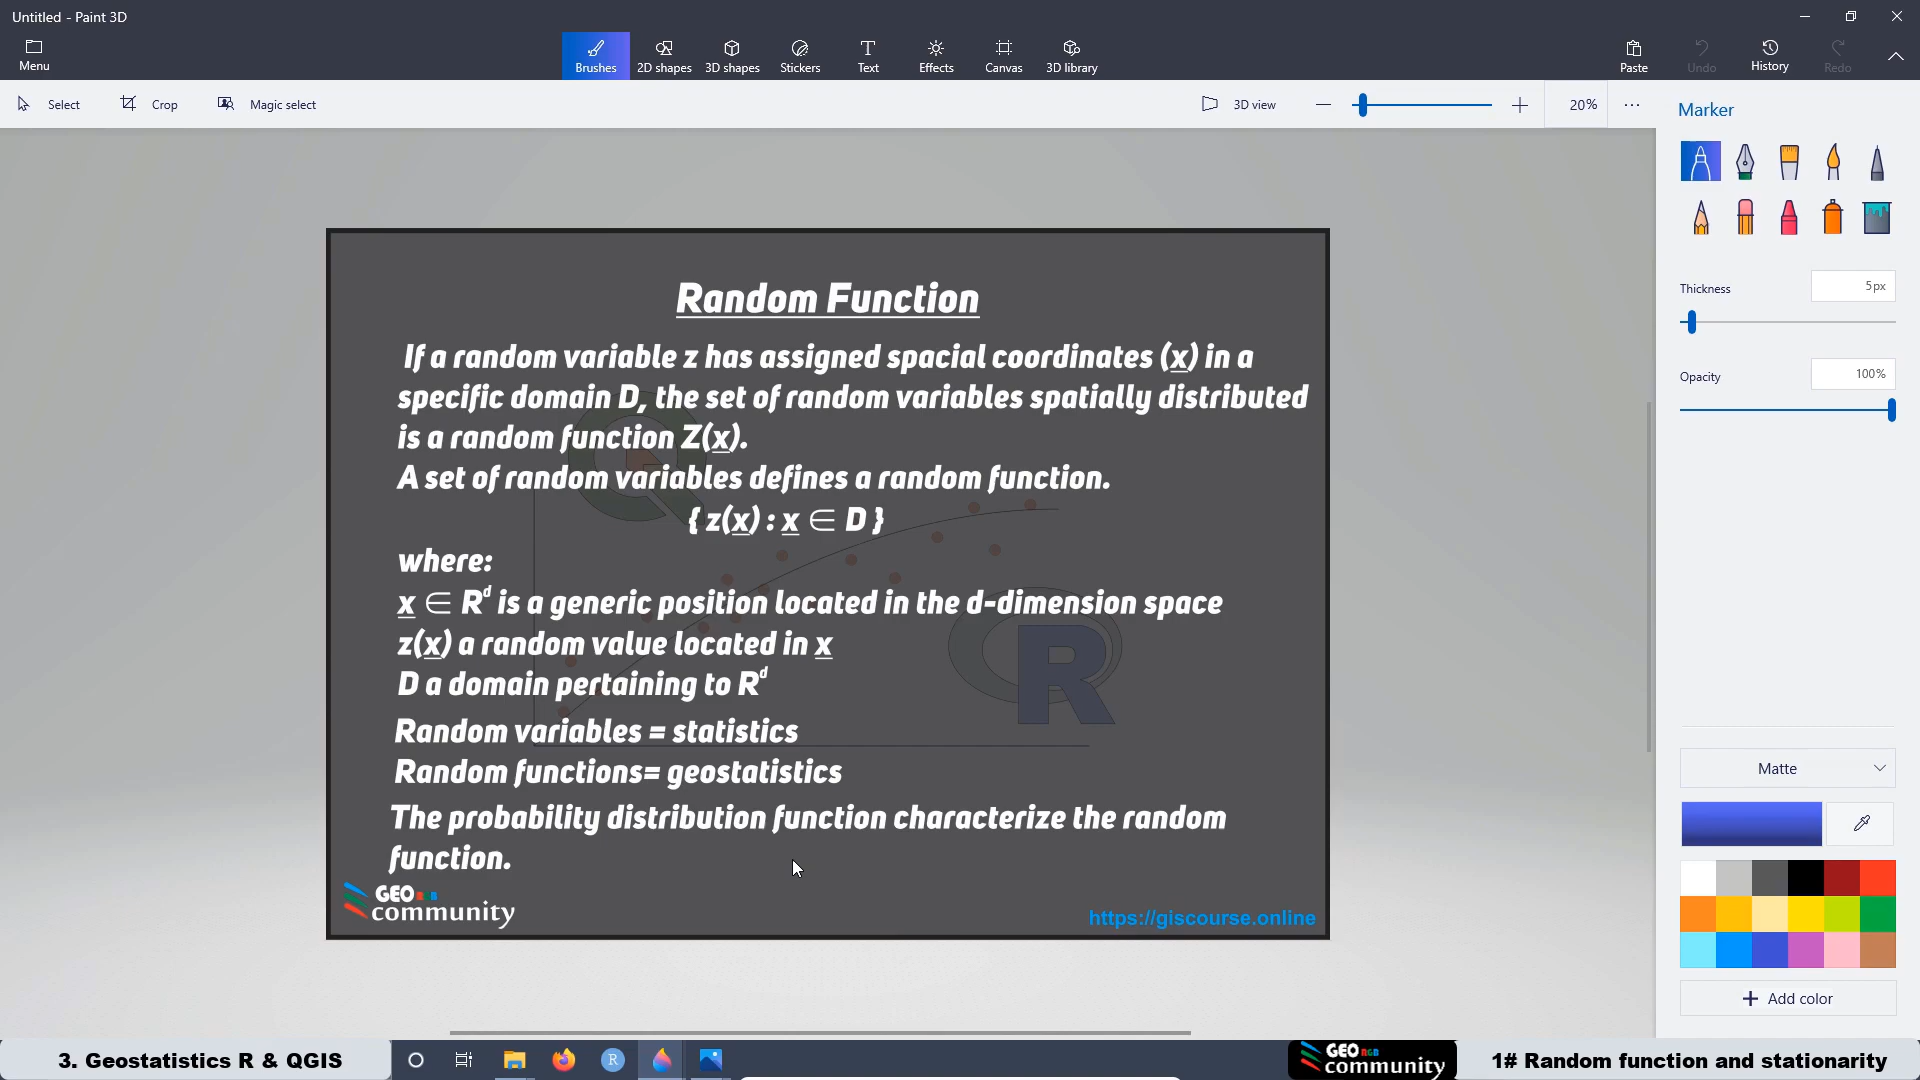 Untitled - Paint 3D
Menu
Brushes
2D shapes
3D shapes
Stickers
Text
Effects
Canvas
3D library
Paste
Undo
History
Redo
Select
Crop
Magic select
3D view
20%
Marker
Thickness
5px
Opacity
100%
Matte
Add color
Random Function
If a random variable z has assigned spacial coordinates (x) in a
specific domain D, the set of random variables spatially distributed
is a random function Z(x).
A set of random variables defines a random function.
{ z(x) : x ∈ D }
where:
x ∈ R^d is a generic position located in the d-dimension space
z(x) a random value located in x
D a domain pertaining to R^d
Random variables = statistics
Random functions= geostatistics
The probability distribution function characterize the random
function.
GEO RGB
community
https://giscourse.online
R
3. Geostatistics R & QGIS
R
GEO RGB
community
1# Random function and stationarity